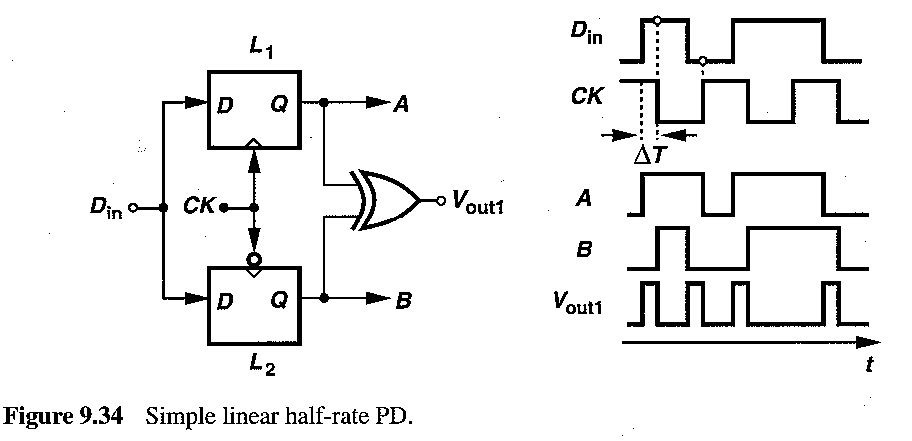 L1
D Q
A
Din
CK
Vout1
D Q
B
L2
Din
CK
ΔT
A
B
Vout1
t
Figure 9.34 Simple linear half-rate PD.